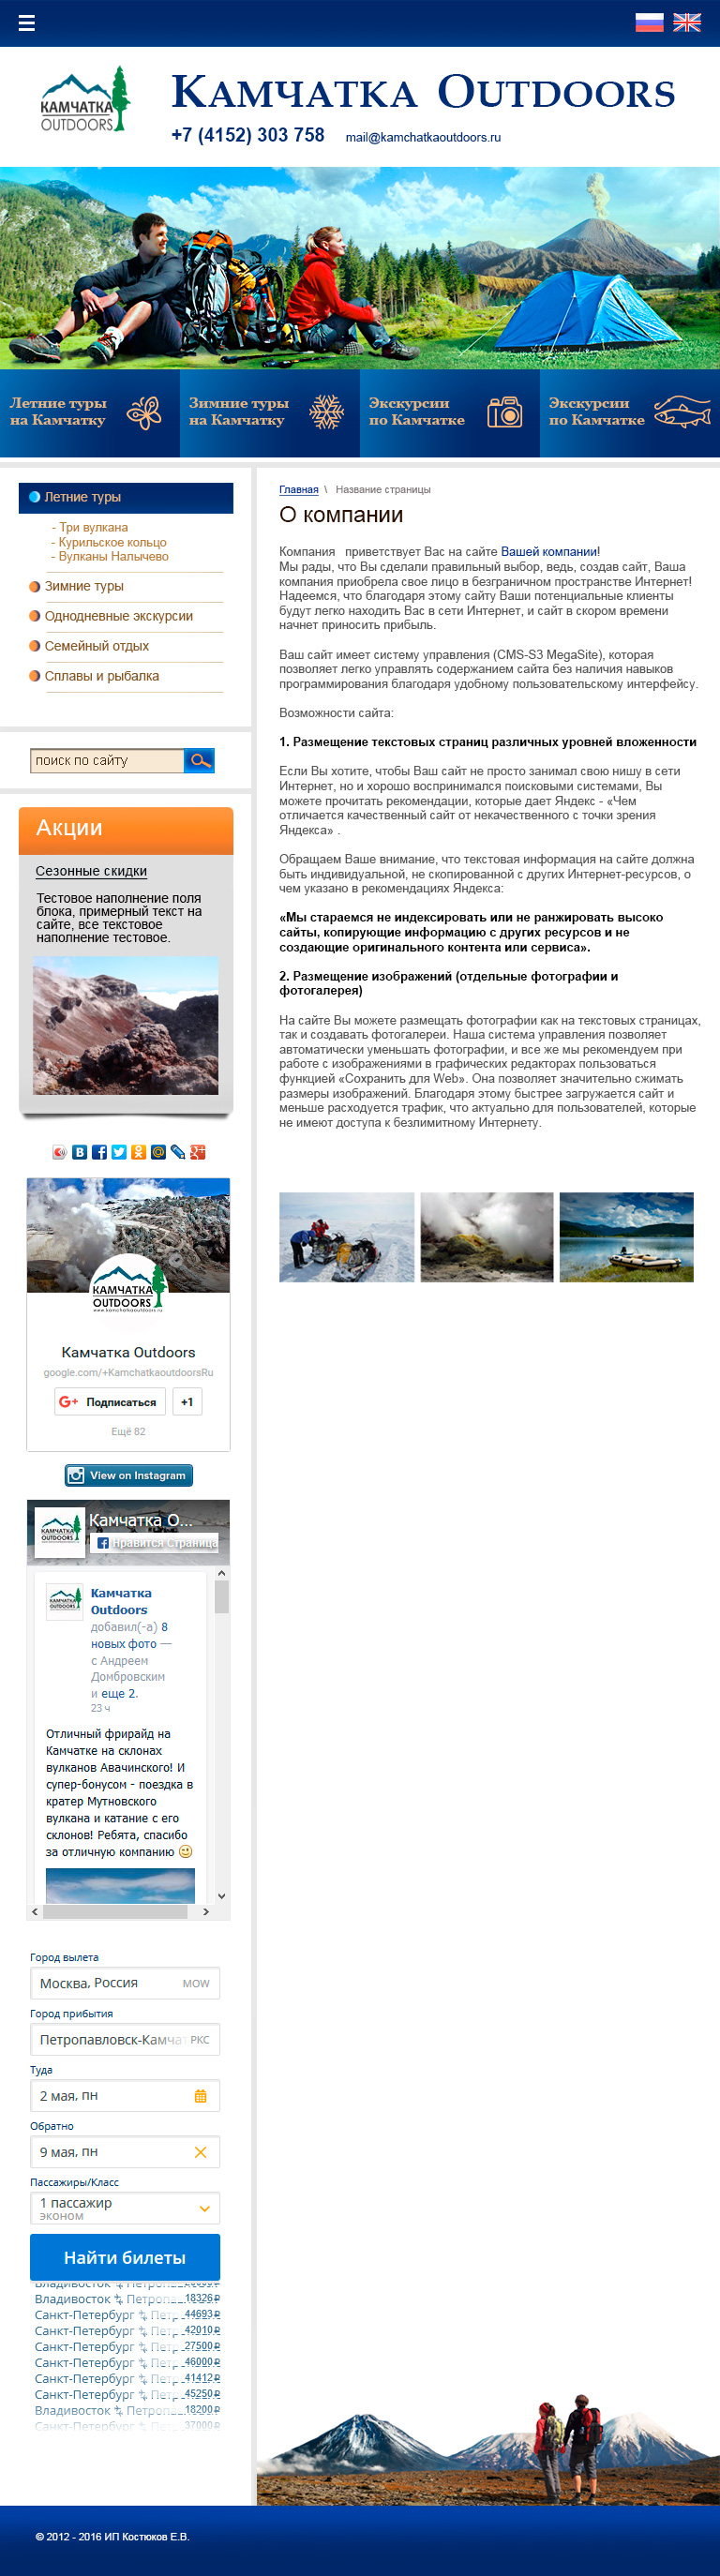 КАМЧАТКА
OUTDOORS
Камчатка Outdoors
+7 (4152) 303 758 mail@kamchatkaoutdoors.ru
Летние туры
на Камчатку
Зимние туры
на Камчатку
Экскурсии
по Камчатке
Экскурсии
по Камчатке
Летние туры
- Три вулкана
- Курильское кольцо
- Вулканы Налычево
Зимние туры
Однодневные экскурсии
Семейный отдых
Сплавы и рыбалка
поиск по сайту
Акции
Сезонные скидки
Тестовое наполнение поля
блока, примерный текст на
сайте, все текстовое
наполнение тестовое.
КАМЧАТКА
OUTDOORS
www.kamchatkaoutdoors.ru
Камчатка Outdoors
google.com/+KamchatkaoutdoorsRu
G+ Подписаться +1
Ещё 82
View on Instagram
КАМЧАТКА
OUTDOORS
Камчатка O...
Нравится Страница
КАМЧАТКА
OUTDOORS
Камчатка
Outdoors
добавил(-а) 8
новых фото —
с Андреем
Домбровским
и еще 2.
23 ч
Отличный фрирайд на
Камчатке на склонах
вулканов Авачинского! И
супер-бонусом - поездка в
кратер Мутновского
вулкана и катание с его
склонов! Ребята, спасибо
за отличную компанию
Город вылета
Москва, Россия MOW
Город прибытия
Петропавловск-Камчат РКС
Туда
2 мая, пн
Обратно
9 мая, пн
Пассажиры/Класс
1 пассажир
эконом
Найти билеты
Владивосток Петропа
Владивосток Петропа 18326 ₽
Санкт-Петербург Петр 44693 ₽
Санкт-Петербург Петр 42010 ₽
Санкт-Петербург Петр 27500 ₽
Санкт-Петербург Петр 46000 ₽
Санкт-Петербург Петр 41412 ₽
Санкт-Петербург Петр 45250 ₽
Владивосток Петропа 18200 ₽
Санкт-Петербург Петр 37000 ₽
Главная \ Название страницы
О компании
Компания приветствует Вас на сайте Вашей компании!
Мы рады, что Вы сделали правильный выбор, ведь, создав сайт, Ваша
компания приобрела свое лицо в безграничном пространстве Интернет!
Надеемся, что благодаря этому сайту Ваши потенциальные клиенты
будут легко находить Вас в сети Интернет, и сайт в скором времени
начнет приносить прибыль.
Ваш сайт имеет систему управления (CMS-S3 MegaSite), которая
позволяет легко управлять содержанием сайта без наличия навыков
программирования благодаря удобному пользовательскому интерфейсу.
Возможности сайта:
1. Размещение текстовых страниц различных уровней вложенности
Если Вы хотите, чтобы Ваш сайт не просто занимал свою нишу в сети
Интернет, но и хорошо воспринимался поисковыми системами, Вы
можете прочитать рекомендации, которые дает Яндекс - «Чем
отличается качественный сайт от некачественного с точки зрения
Яндекса» .
Обращаем Ваше внимание, что текстовая информация на сайте должна
быть индивидуальной, не скопированной с других Интернет-ресурсов, о
чем указано в рекомендациях Яндекса:
«Мы стараемся не индексировать или не ранжировать высоко
сайты, копирующие информацию с других ресурсов и не
создающие оригинального контента или сервиса».
2. Размещение изображений (отдельные фотографии и
фотогалерея)
На сайте Вы можете размещать фотографии как на текстовых страницах,
так и создавать фотогалереи. Наша система управления позволяет
автоматически уменьшать фотографии, и все же мы рекомендуем при
работе с изображениями в графических редакторах пользоваться
функцией «Сохранить для Web». Она позволяет значительно сжимать
размеры изображений. Благодаря этому быстрее загружается сайт и
меньше расходуется трафик, что актуально для пользователей, которые
не имеют доступа к безлимитному Интернету.
© 2012 - 2016 ИП Костюков Е.В.